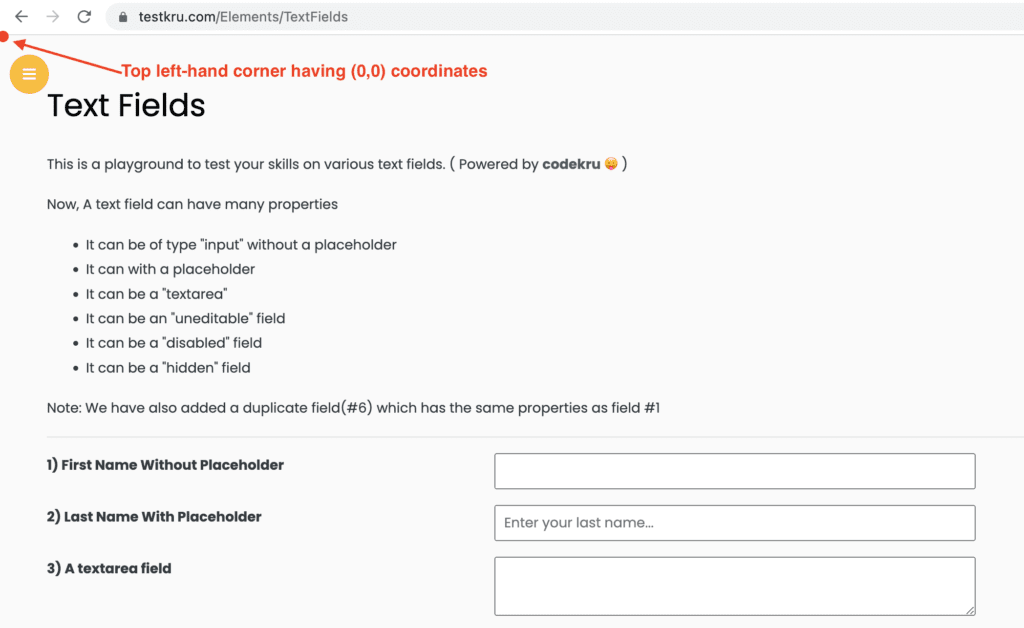 testkru.com/Elements/TextFields
Top left-hand corner having (0,0) coordinates
Text Fields
This is a playground to test your skills on various text fields. ( Powered by codekru 😛 )
Now, A text field can have many properties
• It can be of type "input" without a placeholder
• It can with a placeholder
• It can be a "textarea"
• It can be an "uneditable" field
• It can be a "disabled" field
• It can be a "hidden" field
Note: We have also added a duplicate field(#6) which has the same properties as field #1
1) First Name Without Placeholder
2) Last Name With Placeholder
Enter your last name...
3) A textarea field